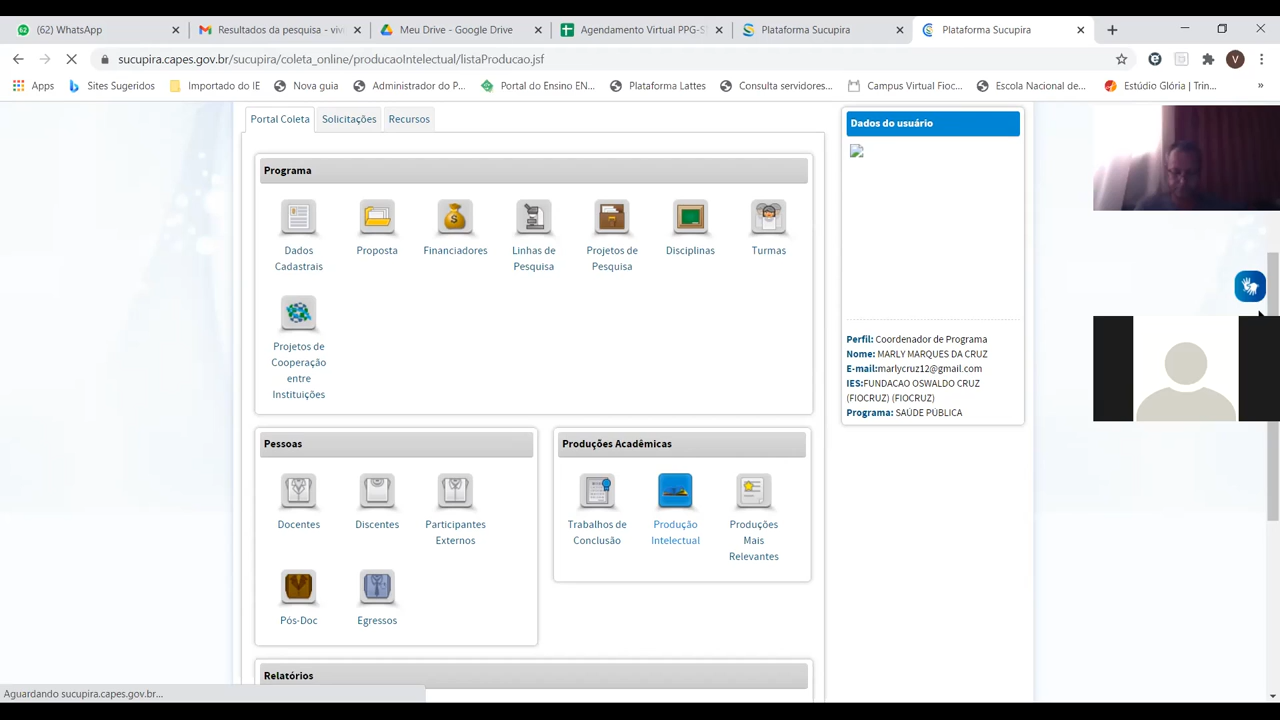 (62) WhatsApp
Resultados da pesquisa - viv
Meu Drive - Google Drive
Agendamento Virtual PPG-S
Plataforma Sucupira
Plataforma Sucupira
sucupira.capes.gov.br/sucupira/coleta_online/producaoIntelectual/listaProducao.jsf
V
Apps
Sites Sugeridos
Importado do IE
Nova guia
Administrador do P...
Portal do Ensino EN...
Plataforma Lattes
Consulta servidores...
Campus Virtual Fioc...
Escola Nacional de...
Estúdio Glória | Trin...
»
Portal Coleta
Solicitações
Recursos
Dados do usuário
Programa
Dados
Cadastrais
Proposta
Financiadores
Linhas de
Pesquisa
Projetos de
Pesquisa
Disciplinas
Turmas
Projetos de
Cooperação
entre
Instituições
Perfil: Coordenador de Programa
Nome: MARLY MARQUES DA CRUZ
E-mail:marlycruz12@gmail.com
IES:FUNDACAO OSWALDO CRUZ
(FIOCRUZ) (FIOCRUZ)
Programa: SAÚDE PÚBLICA
Pessoas
Docentes
Discentes
Participantes
Externos
Pós-Doc
Egressos
Produções Acadêmicas
Trabalhos de
Conclusão
Produção
Intelectual
Produções
Mais
Relevantes
Relatórios
Aguardando sucupira.capes.gov.br...